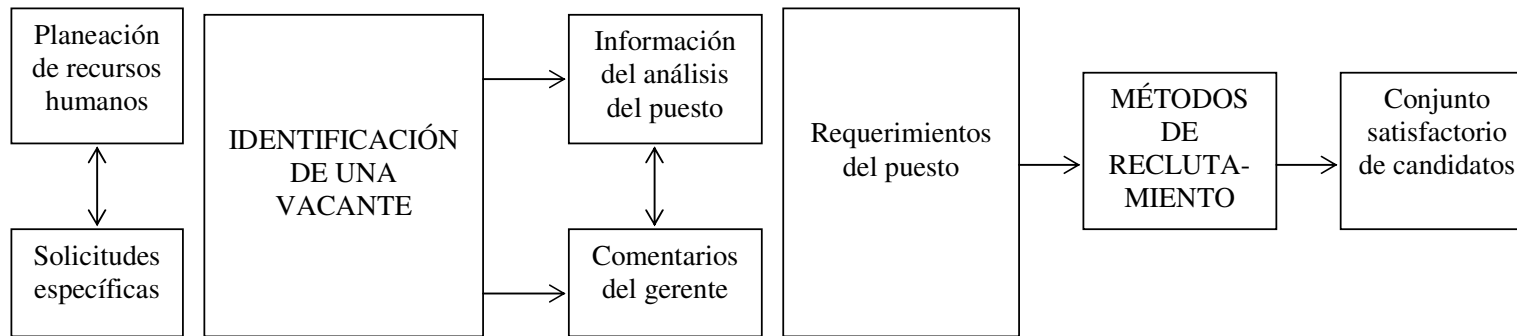 Planeación
de recursos
humanos
Solicitudes
específicas
IDENTIFICACIÓN
DE UNA
VACANTE
Información
del análisis
del puesto
Comentarios
del gerente
Requerimientos
del puesto
MÉTODOS
DE
RECLUTA-
MIENTO
Conjunto
satisfactorio
de candidatos